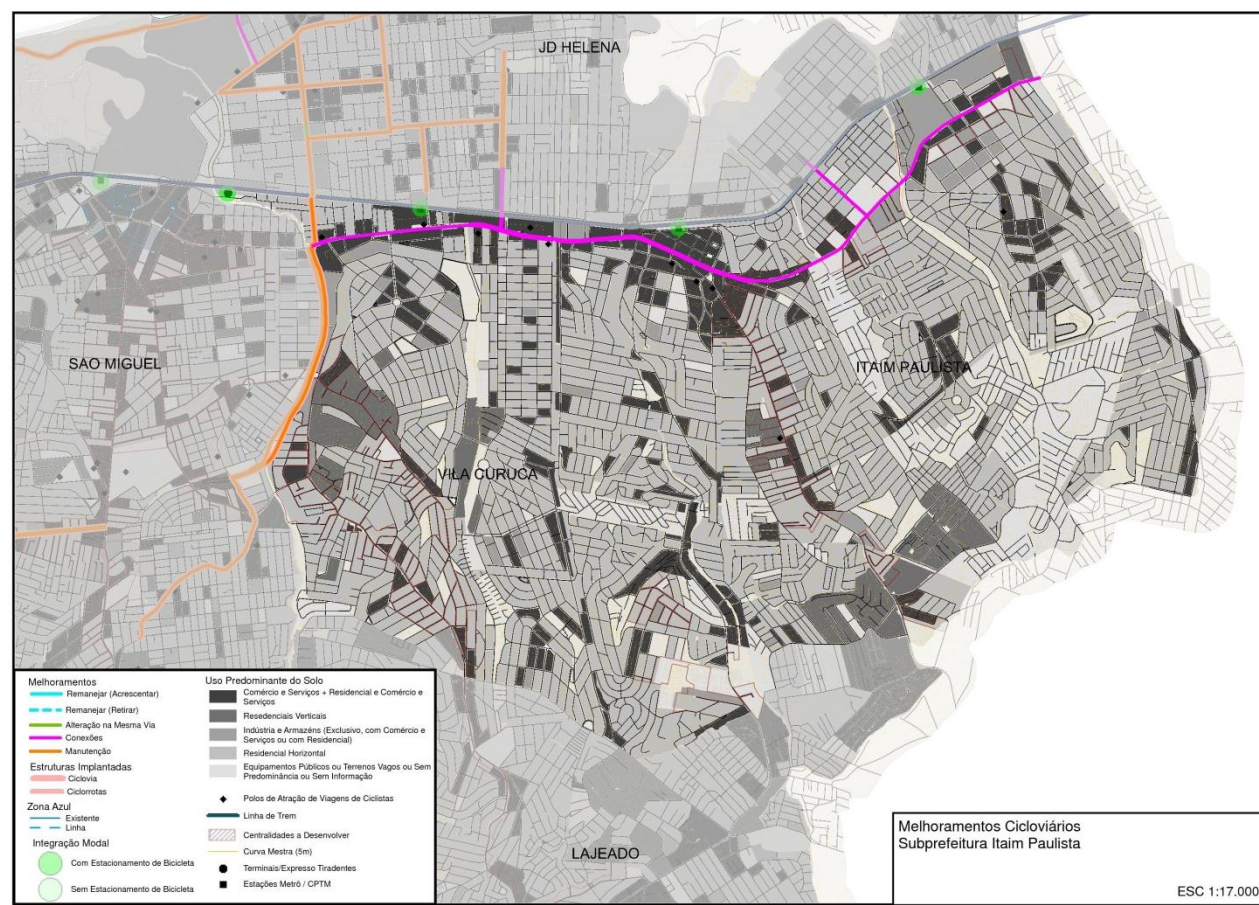 JD HELENA
SAO MIGUEL
ITAIM PAULISTA
VILA CURUCA
LAJEADO
Melhoramentos
Remanejar (Acrescentar)
Remanejar (Retirar)
Alteração na Mesma Via
Conexões
Manutenção
Estruturas Implantadas
Ciclovia
Ciclorrotas
Zona Azul
Existente
Linha
Integração Modal
Com Estacionamento de Bicicleta
Sem Estacionamento de Bicicleta
Uso Predominante do Solo
Comércio e Serviços + Residencial e Comércio e
Serviços
Resedenciais Verticais
Indústria e Armazéns (Exclusivo, com Comércio e
Serviços ou com Residencial)
Residencial Horizontal
Equipamentos Públicos ou Terrenos Vagos ou Sem
Predominância ou Sem Informação
Polos de Atração de Viagens de Ciclistas
Linha de Trem
Centralidades a Desenvolver
Curva Mestra (5m)
Terminais/Expresso Tiradentes
Estações Metrô / CPTM
Melhoramentos Cicloviários
Subprefeitura Itaim Paulista
ESC 1:17.000